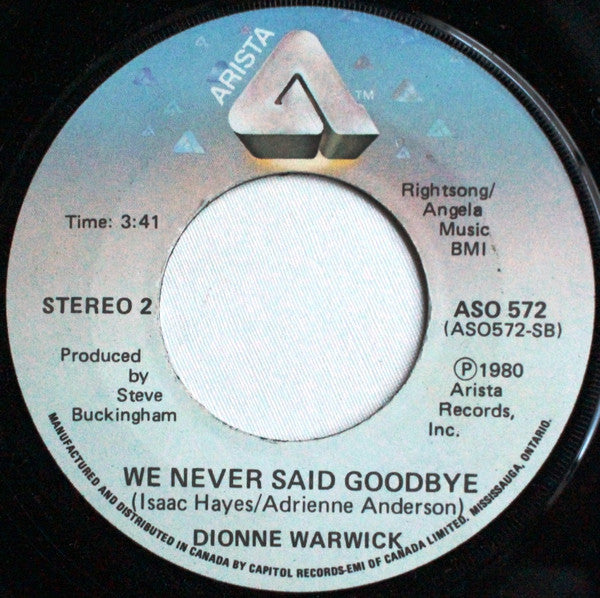 ARISTA
TM
Time: 3:41
Rightsong/
Angela
Music
BMI
STEREO 2
ASO 572
(ASO572-SB)
Produced
by
Steve
Buckingham
℗1980
Arista
Records,
Inc.
WE NEVER SAID GOODBYE
(Isaac Hayes/Adrienne Anderson)
DIONNE WARWICK
MANUFACTURED AND DISTRIBUTED IN CANADA BY CAPITOL RECORDS-EMI OF CANADA LIMITED, MISSISSAUGA, ONTARIO.